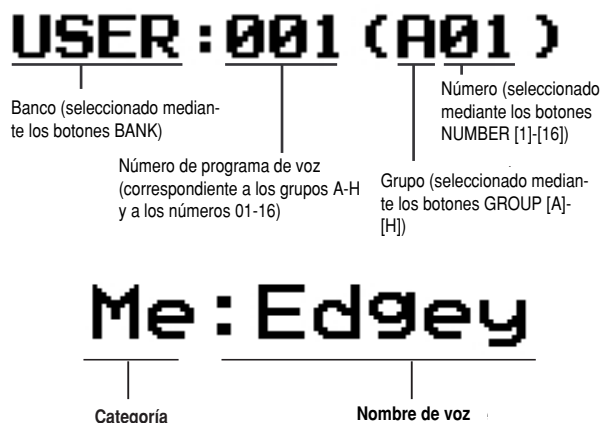 USER:001(A01)
Banco (seleccionado median-
te los botones BANK)
Número (seleccionado
mediante los botones
NUMBER [1]-[16])
Número de programa de voz
(correspondiente a los grupos A-H
y a los números 01-16)
Grupo (seleccionado median-
te los botones GROUP [A]-
[H])
Me:Edgey
Categoría
Nombre de voz